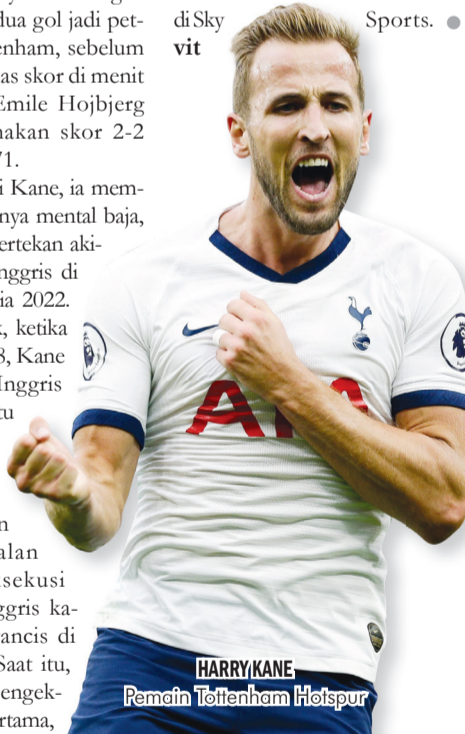 dua gol jadi pet-
enham, sebelum
as skor di menit
Emile Hojbjerg
nakan skor 2-2
71.
i Kane, ia mem-
nya mental baja,
ertekan aki-
nggris di
ia 2022.
k, ketika
8, Kane
Inggris
tu
n
alan
sekusi
ggris ka-
ancis di
Saat itu,
engek-
rtama,
di Sky Sports. ●
vit
HARRY KANE
Pemain Tottenham Hotspur